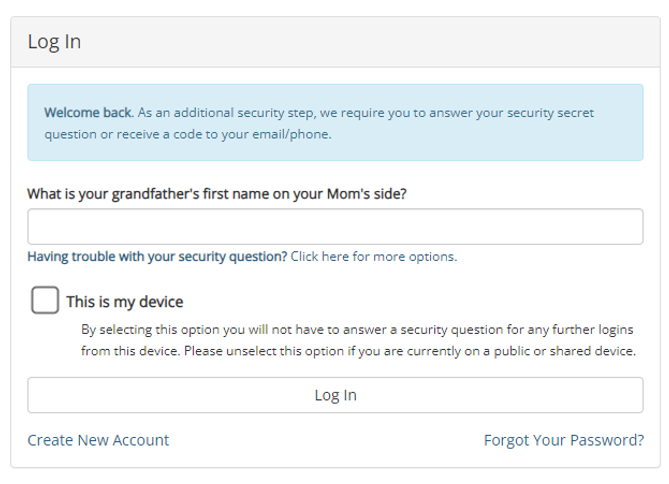 Log In
Welcome back. As an additional security step, we require you to answer your security secret
question or receive a code to your email/phone.
What is your grandfather's first name on your Mom's side?
Having trouble with your security question? Click here for more options.
This is my device
By selecting this option you will not have to answer a security question for any further logins
from this device. Please unselect this option if you are currently on a public or shared device.
Log In
Create New Account Forgot Your Password?